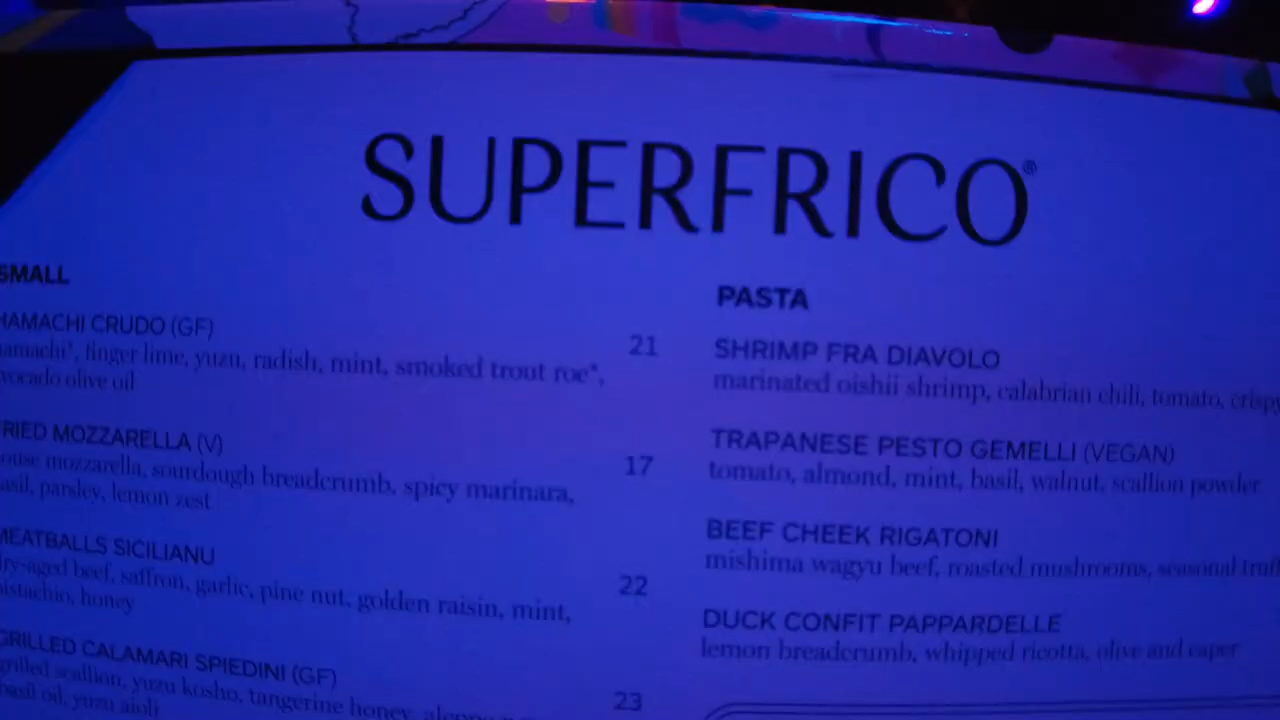 SUPERFRICO®
SMALL
HAMACHI CRUDO (GF) 21
hamachi*, finger lime, yuzu, radish, mint, smoked trout roe*,
avocado olive oil
FRIED MOZZARELLA (V) 17
house mozzarella, sourdough breadcrumb, spicy marinara,
basil, parsley, lemon zest
MEATBALLS SICILIANU 22
dry-aged beef, saffron, garlic, pine nut, golden raisin, mint,
pistachio, honey
GRILLED CALAMARI SPIEDINI (GF) 23
grilled scallion, yuzu kosho, tangerine honey,
basil oil, yuzu aioli
PASTA
SHRIMP FRA DIAVOLO
marinated oishii shrimp, calabrian chili, tomato, crispy
TRAPANESE PESTO GEMELLI (VEGAN)
tomato, almond, mint, basil, walnut, scallion powder
BEEF CHEEK RIGATONI
mishima wagyu beef, roasted mushrooms, seasonal
DUCK CONFIT PAPPARDELLE
lemon breadcrumb, whipped ricotta, olive and caper